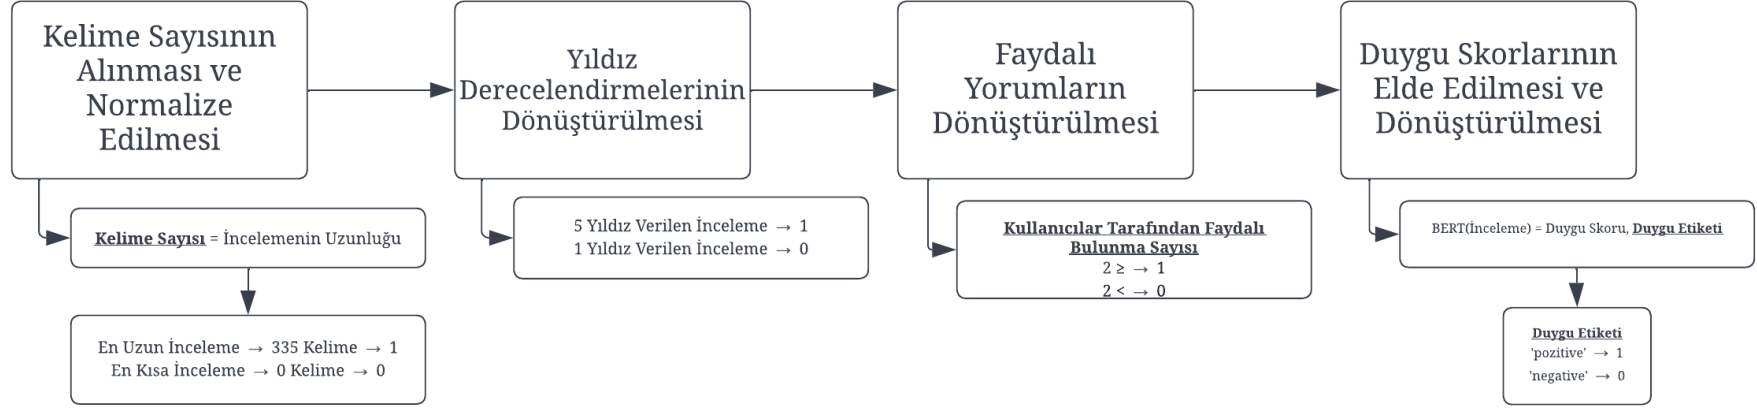 Kelime Sayısının
Alınması ve
Normalize
Edilmesi
Yıldız
Derecelendirmelerinin
Dönüştürülmesi
Faydalı
Yorumların
Dönüştürülmesi
Duygu Skorlarının
Elde Edilmesi ve
Dönüştürülmesi
Kelime Sayısı = İncelemenin Uzunluğu
En Uzun İnceleme → 335 Kelime → 1
En Kısa İnceleme → 0 Kelime → 0
5 Yıldız Verilen İnceleme → 1
1 Yıldız Verilen İnceleme → 0
Kullanıcılar Tarafından Faydalı
Bulunma Sayısı
2 ≥ → 1
2 < → 0
BERT(İnceleme) = Duygu Skoru, Duygu Etiketi
Duygu Etiketi
'pozitive' → 1
'negative' → 0